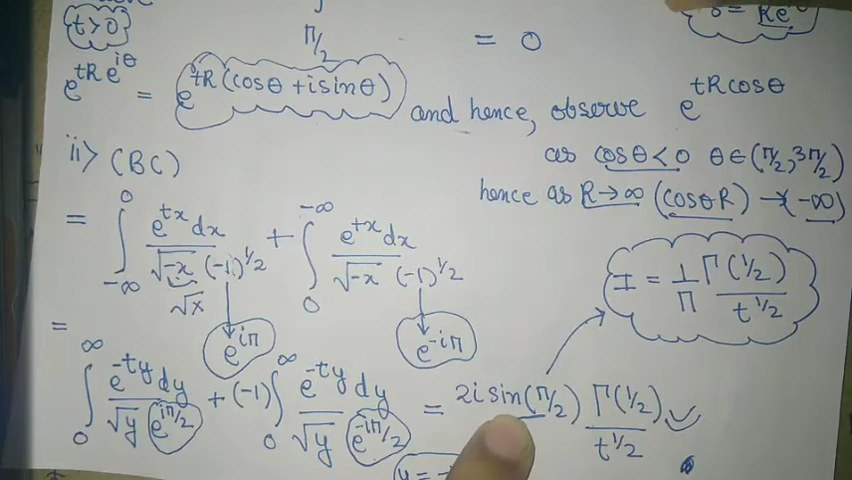 t>0
π/2
= 0
e^{tRe^{iθ}} = e^{tR(cosθ + i sinθ)} and hence, observe e^{tRcosθ}
as cosθ < 0 θ ∈ (π/2, 3π/2)
hence as R → ∞ (cosθR) → (-∞)
ii> (BC)
= ∫_{-∞}^{0} e^{tx} dx / √-x (-1)^{1/2} + ∫_{0}^{-∞} e^{tx} dx / √-x (-1)^{1/2}
√x
e^{iπ} e^{-iπ}
I = 1/π Γ(1/2) / t^{1/2}
= ∫_{0}^{∞} e^{-ty} dy / √y e^{iπ/2} + (-1) ∫_{0}^{∞} e^{-ty} dy / √y e^{-iπ/2} = 2i sin(π/2) Γ(1/2) / t^{1/2}